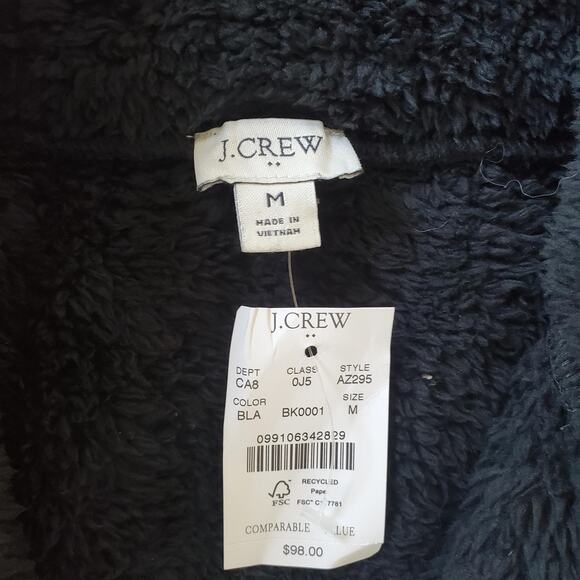 J.CREW
M
MADE IN
VIETNAM
J.CREW
DEPT CLASS STYLE
CA8 0J5 AZ295
COLOR SIZE
BLA BK0001 M
099106342829
RECYCLED
FSC
COMPARABLE
$98.00